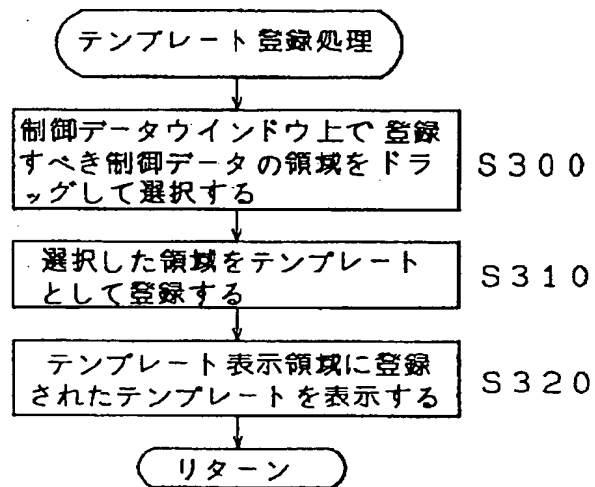 テンプレート登録処理
制御データウインドウ上で登録
すべき制御データの領域をドラ
ッグして選択する
S300
選択した領域をテンプレート
として登録する
S310
テンプレート表示領域に登録
されたテンプレートを表示する
S320
リターン